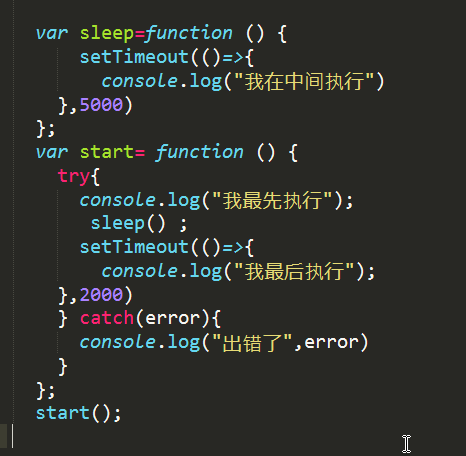 var sleep=function () {
setTimeout(()=>{
console.log("我在中间执行")
},5000)
};
var start= function () {
try{
console.log("我最先执行");
sleep() ;
setTimeout(()=>{
console.log("我最后执行");
},2000)
} catch(error){
console.log("出错了",error)
}
};
start();